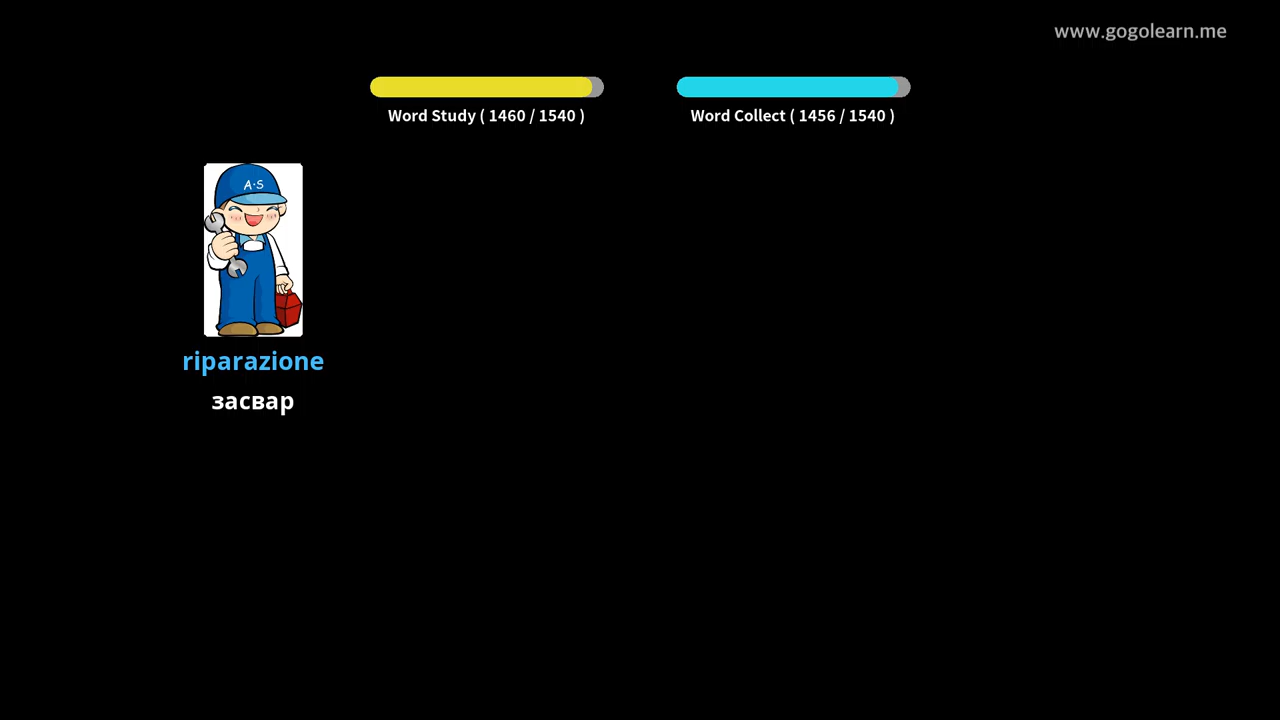 www.gogolearn.me
Word Study ( 1460 / 1540 )
Word Collect ( 1456 / 1540 )
A·S
riparazione
засвар